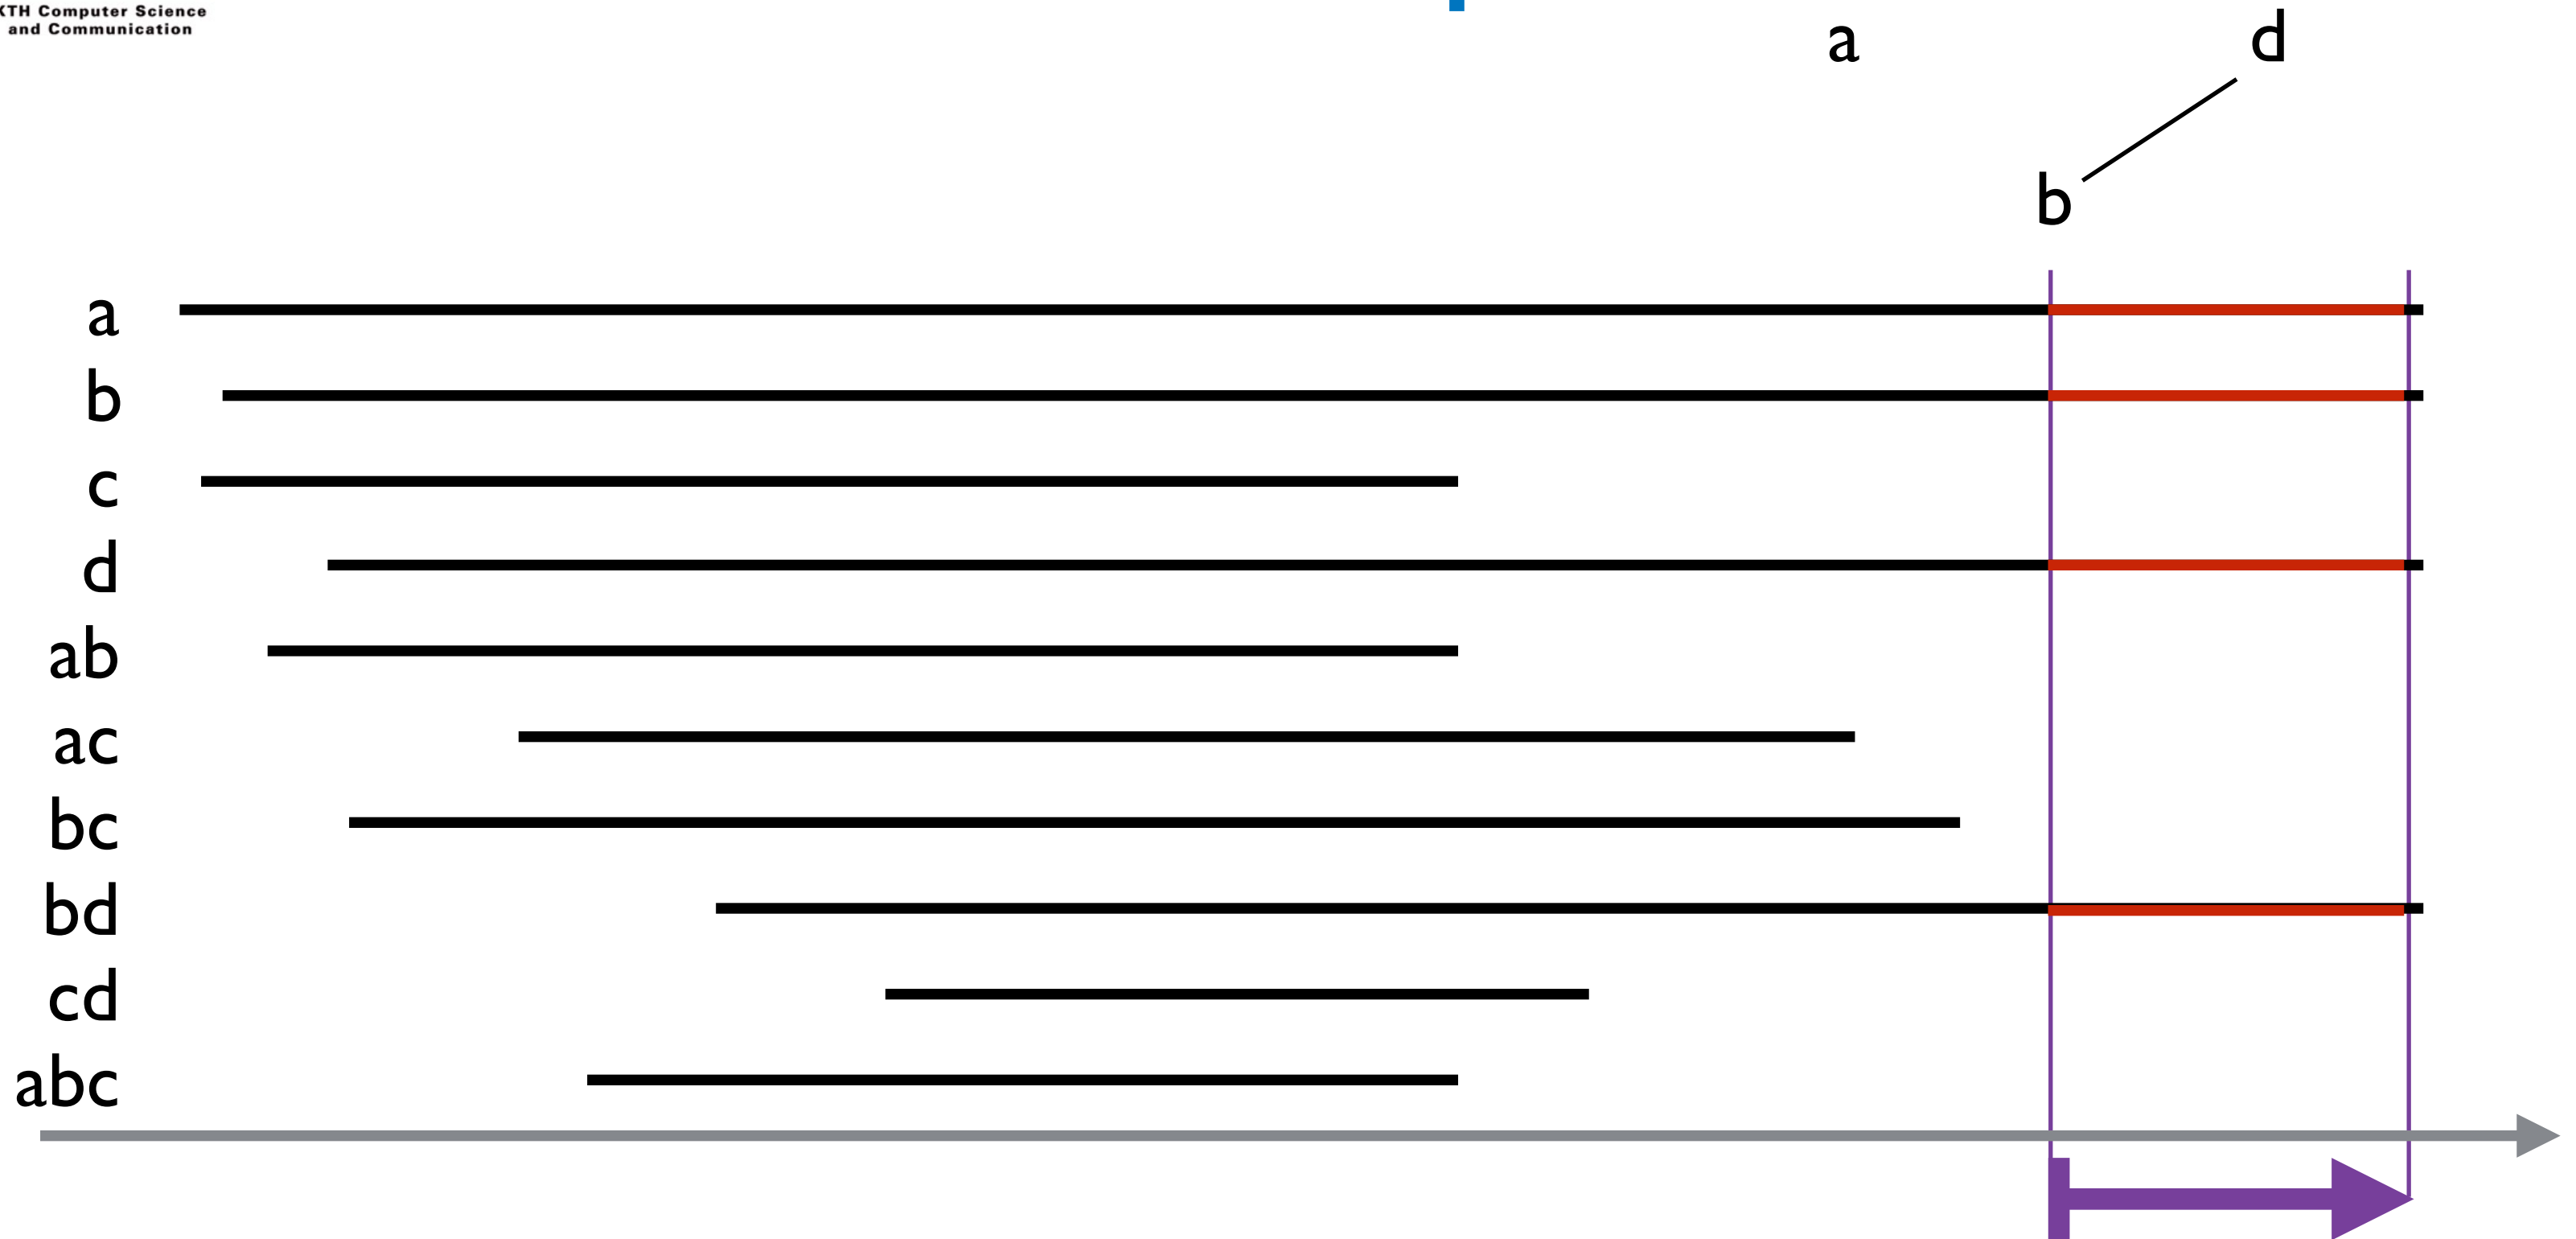 KTH Computer Science
and Communication
a
d
b
a
b
c
d
ab
ac
bc
bd
cd
abc